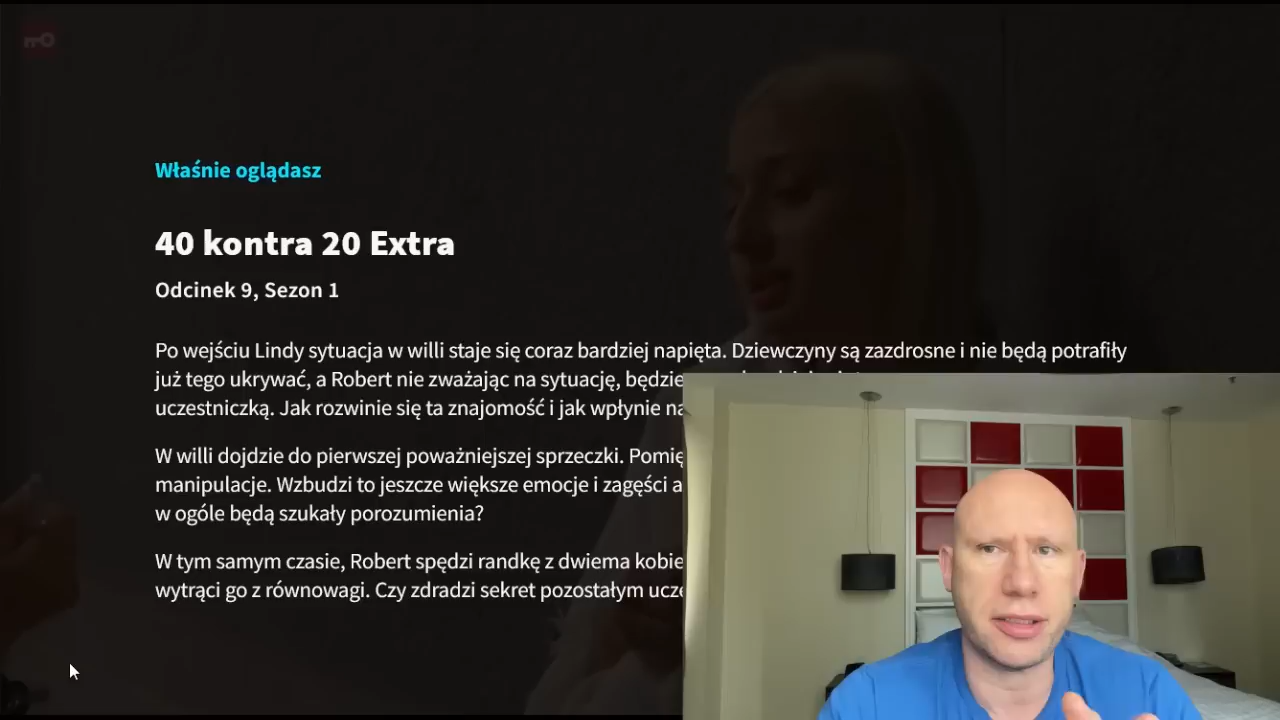 Właśnie oglądasz
40 kontra 20 Extra
Odcinek 9, Sezon 1
Po wejściu Lindy sytuacja w willi staje się coraz bardziej napięta. Dziewczyny są zazdrosne i nie będą potrafiły
już tego ukrywać, a Robert nie zważając na sytuację, będzie
uczestniczką. Jak rozwinie się ta znajomość i jak wpłynie na
W willi dojdzie do pierwszej poważniejszej sprzeczki.
manipulacje. Wzbudzi to jeszcze większe emocje i zagęści
w ogóle będą szukały porozumienia?
W tym samym czasie, Robert spędzi randkę z dwiema
wytrąci go z równowagi. Czy zdradzi sekret pozostałym